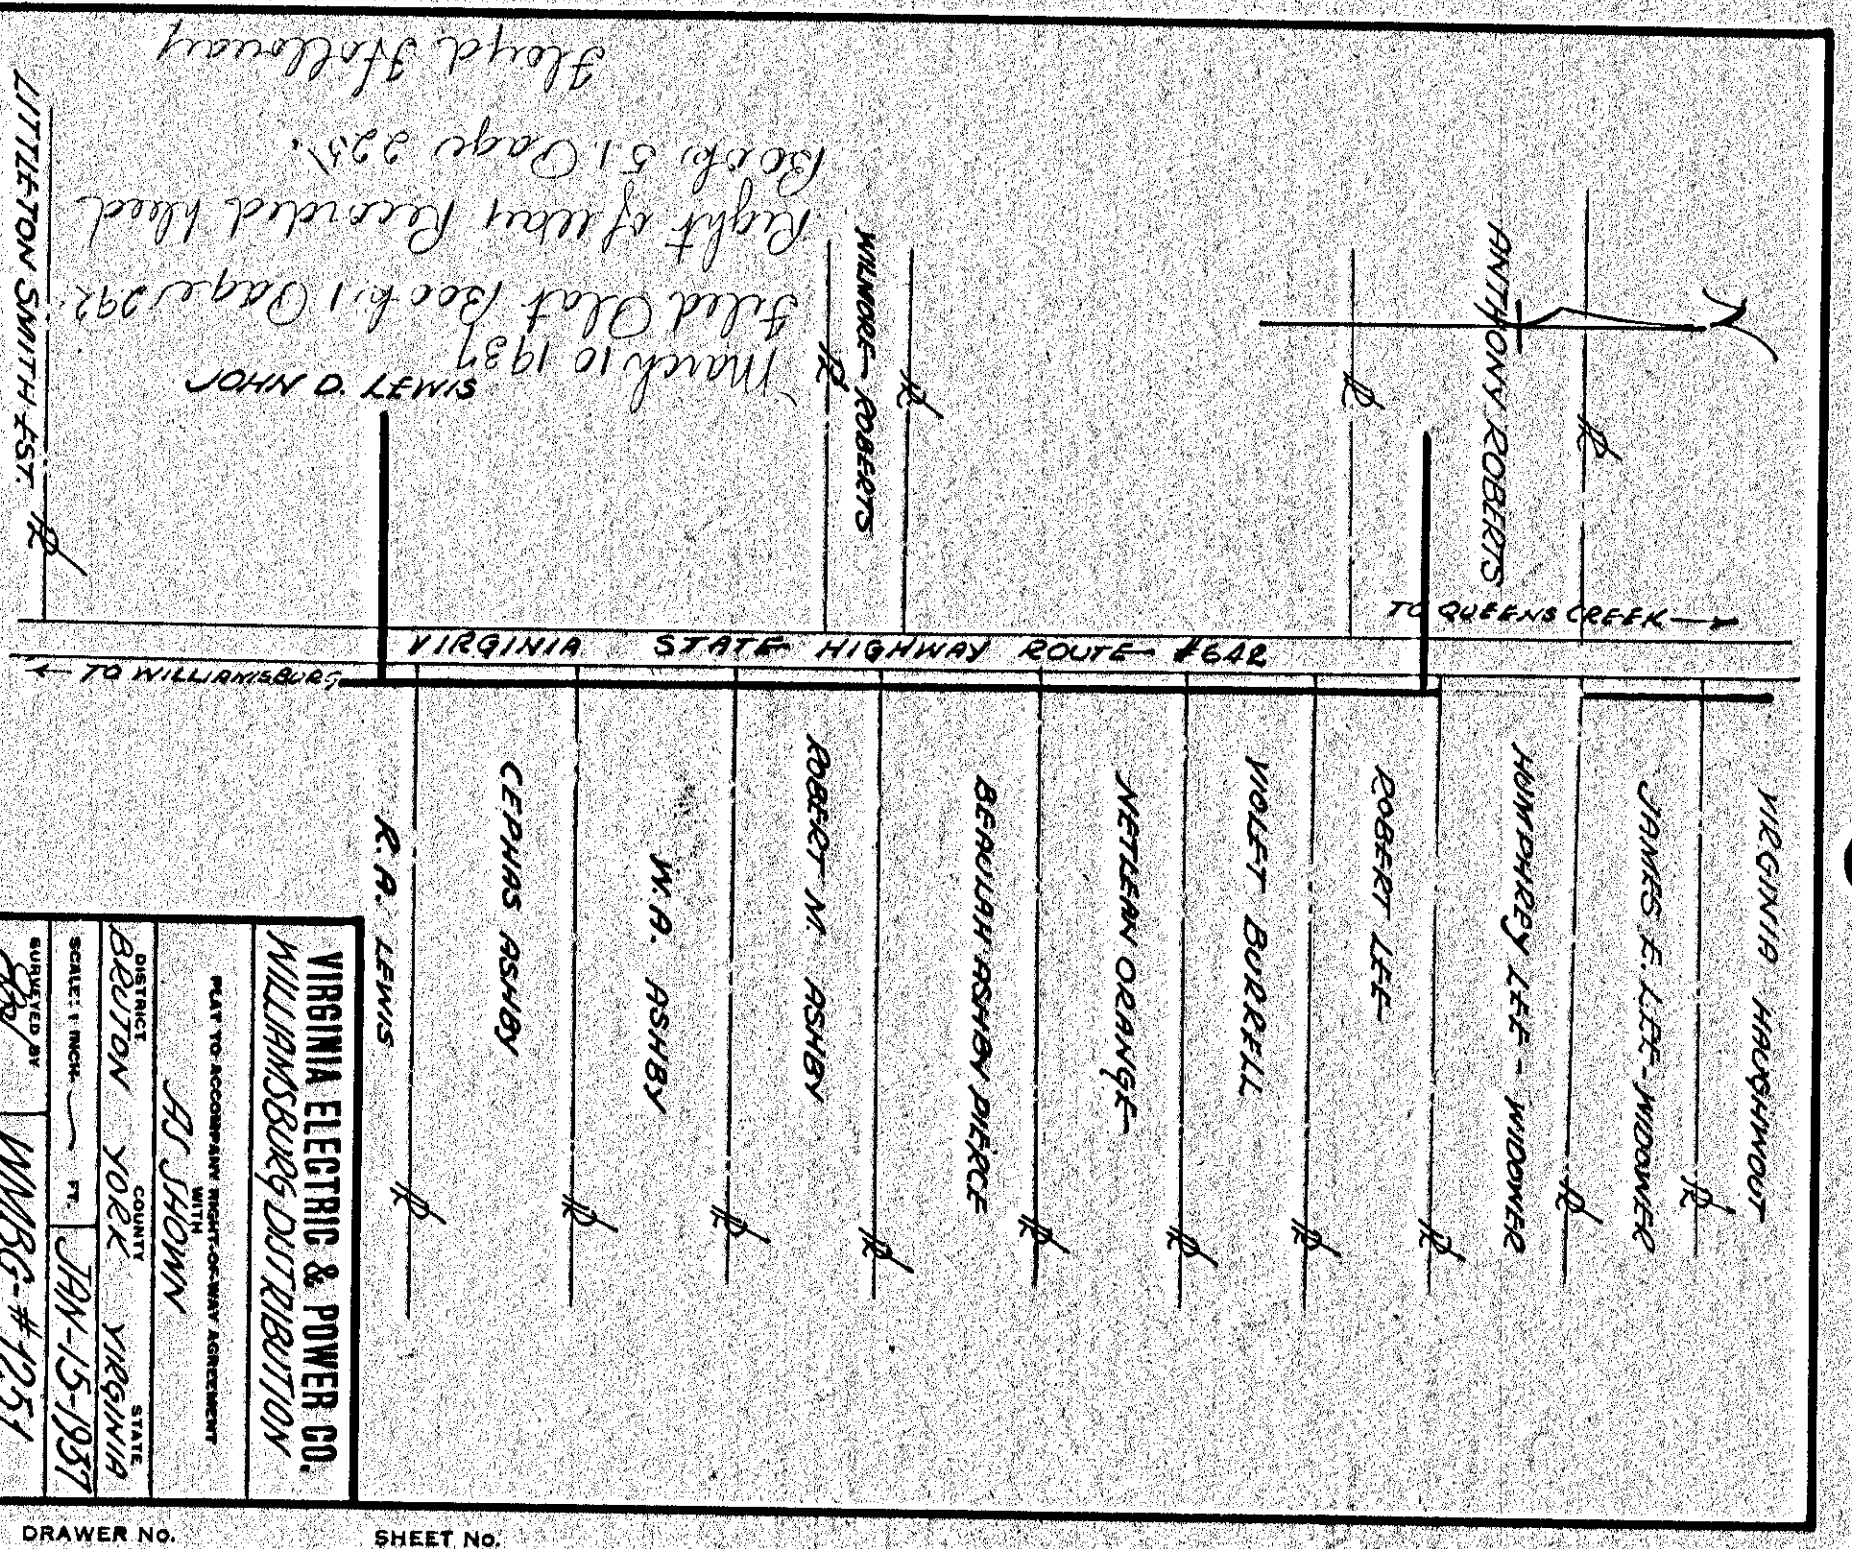 March 10 1937
Filed Plat Book, 1 Page 292.
Right of way Recorded Deed
Book, 51 Page 225.
Floyd Holloway
LITTLETON SMITH EST.
JOHN D. LEWIS
WILMORE ROBERTS
ANTHONY ROBERTS
TO QUEENS CREEK
VIRGINIA STATE HIGHWAY ROUTE #642
TO WILLIAMSBURG
R. A. LEWIS
CEPHAS ASHBY
W. A. ASHBY
ROBERT N. ASHBY
BEAULAH ASHBY PIERCE
NETLEAN ORANGE
VIOLET BURRELL
ROBERT LEE
HUMPHREY LEE - WIDOWER
JAMES E. LEE - WIDOWER
VIRGINIA HAUGHWOUT
VIRGINIA ELECTRIC & POWER CO.
WILLIAMSBURG DISTRIBUTION
PLAT TO ACCOMPANY RIGHT-OF-WAY AGREEMENT
WITH
AS SHOWN
DISTRICT COUNTY STATE
BRUTON YORK VIRGINIA
SCALE: 1 INCH FT. JAN-15-1937
SURVEYED BY
WMBG-#1251
DRAWER No. SHEET No.